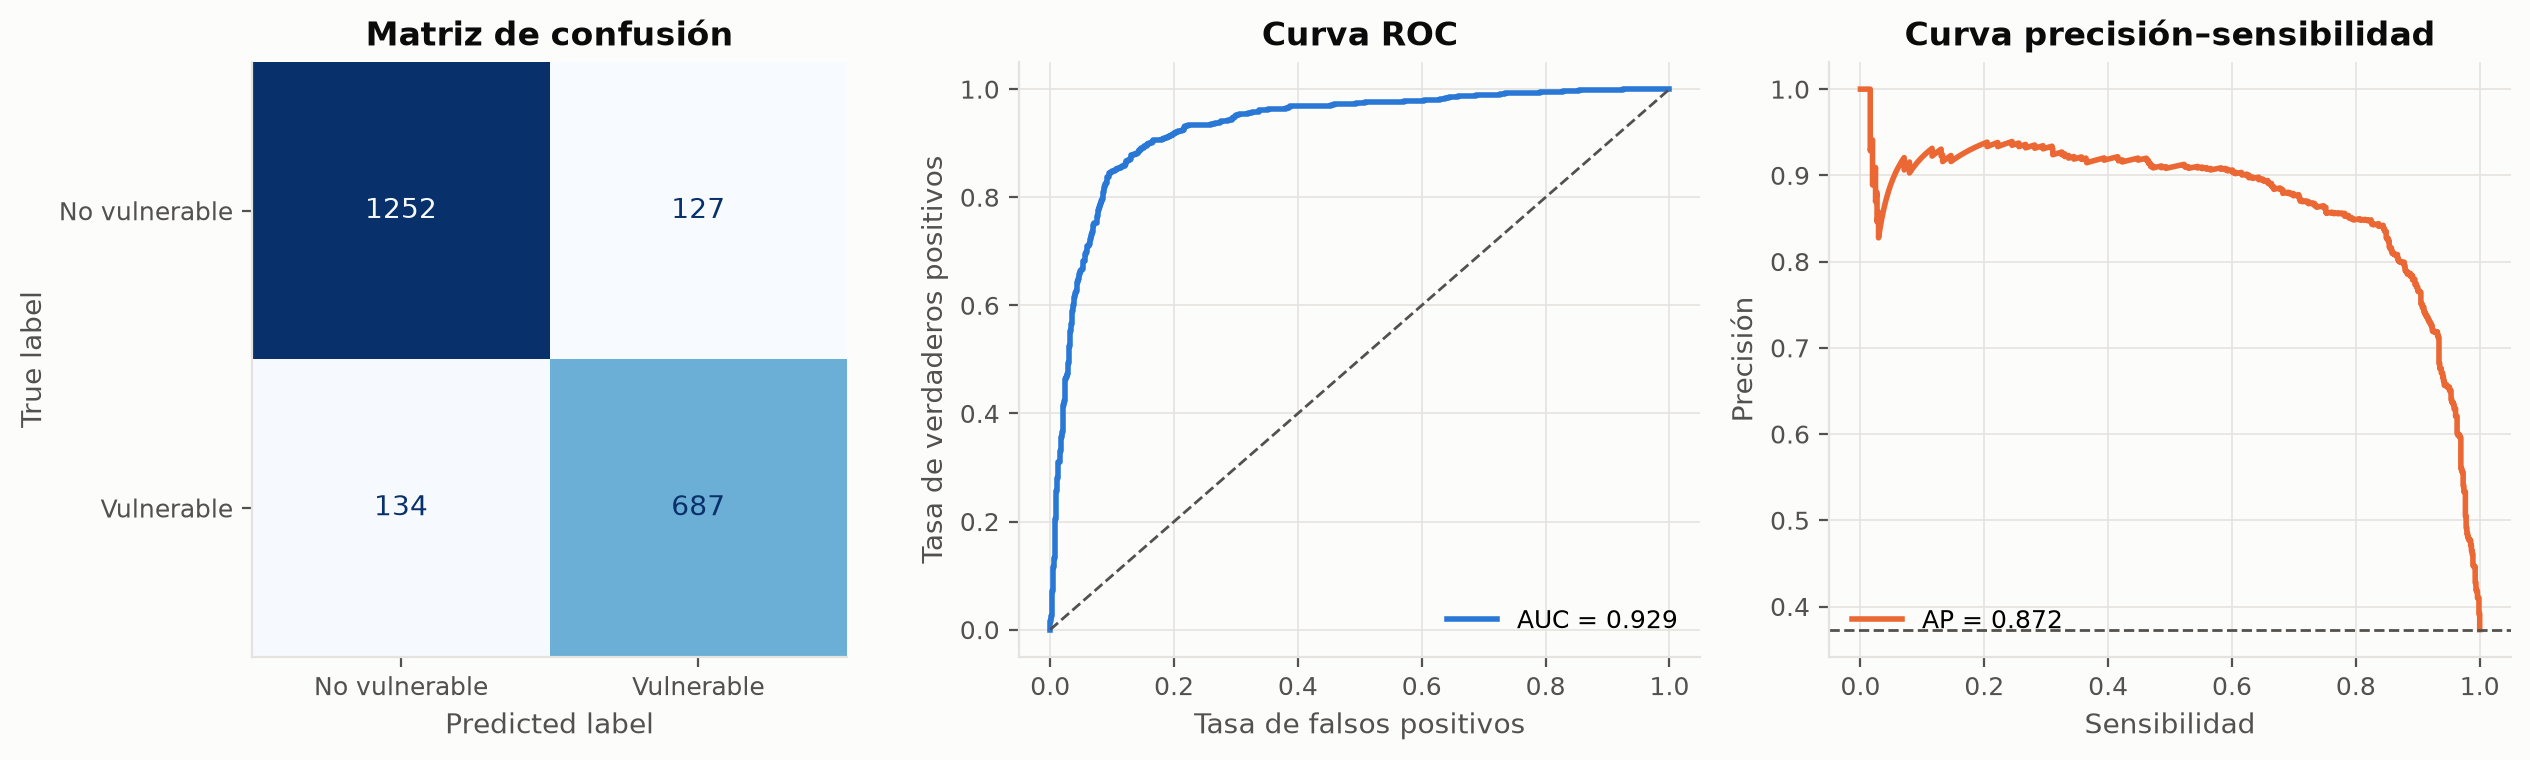 Matriz de confusión
True label
No vulnerable
Vulnerable
1252
127
134
687
No vulnerable
Vulnerable
Predicted label
Curva ROC
Tasa de verdaderos positivos
1.0
0.8
0.6
0.4
0.2
0.0
AUC = 0.929
0.0
0.2
0.4
0.6
0.8
1.0
Tasa de falsos positivos
Curva precisión–sensibilidad
Precisión
1.0
0.9
0.8
0.7
0.6
0.5
0.4
AP = 0.872
0.0
0.2
0.4
0.6
0.8
1.0
Sensibilidad